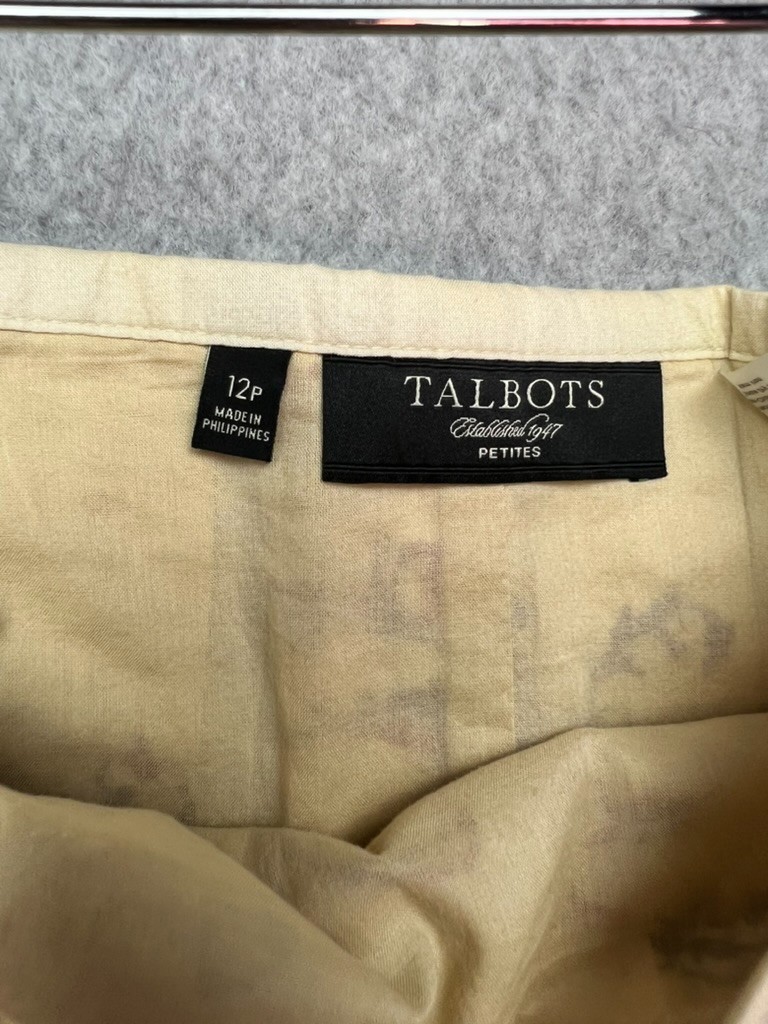 12P
MADE IN
PHILIPPINES
TALBOTS
Established 1947
PETITES